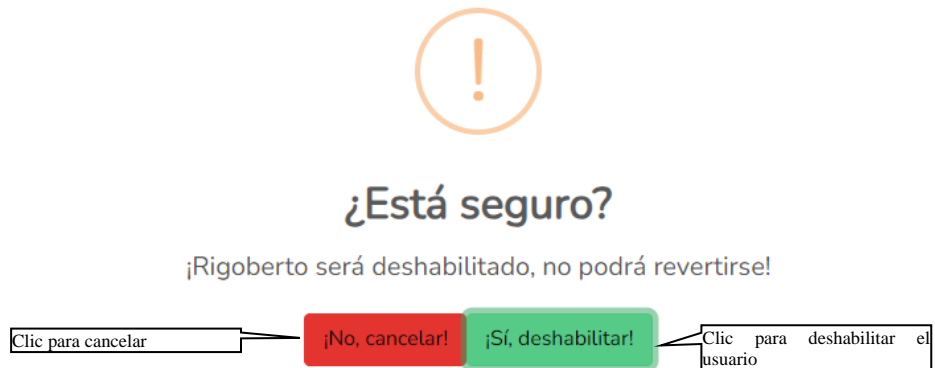 !
¿Está seguro?
¡Rigoberto será deshabilitado, no podrá revertirse!
Clic para cancelar
¡No, cancelar!
¡Sí, deshabilitar!
Clic para deshabilitar el
usuario